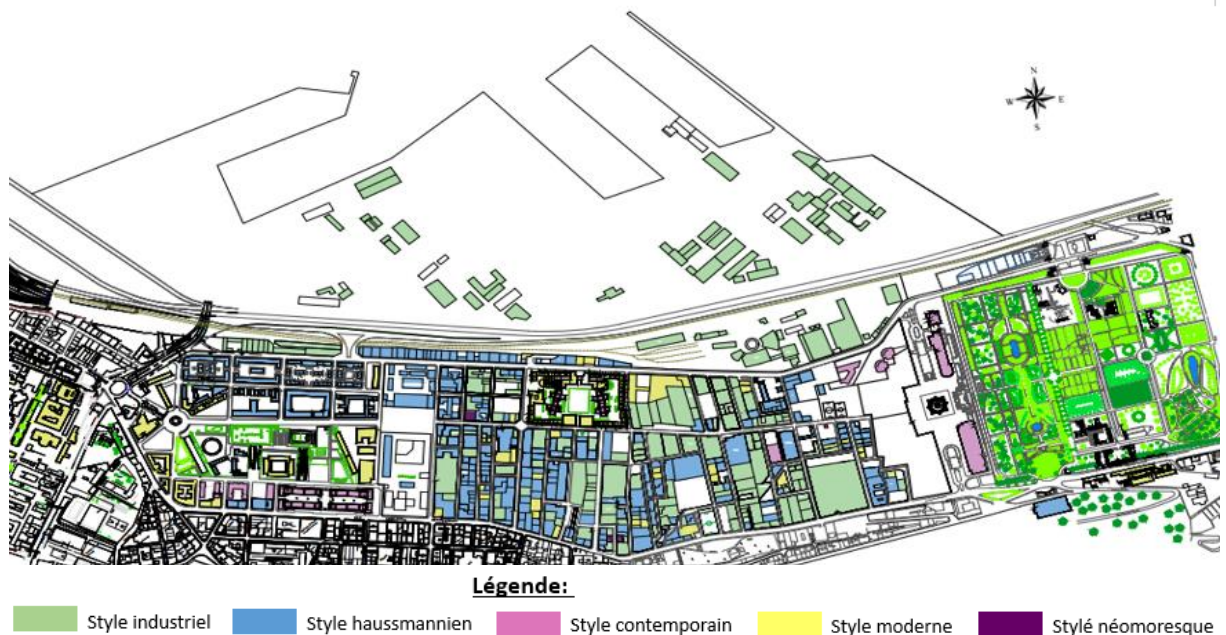 N
W E
S
Légende:
Style industriel Style haussmannien Style contemporain Style moderne Stylé néomoresque